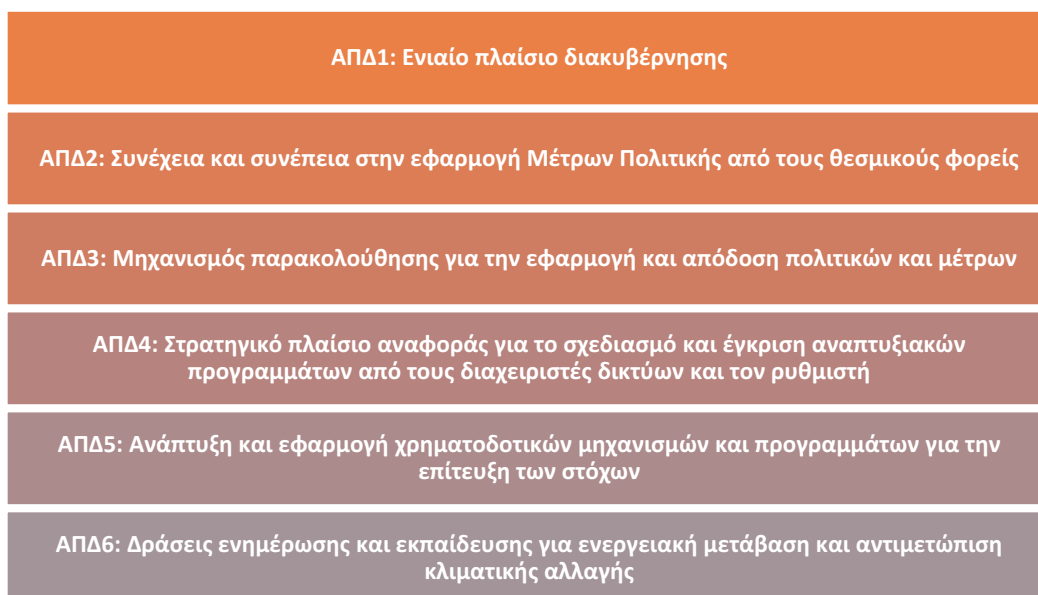 ΑΠΔ1: Ενιαίο πλαίσιο διακυβέρνησης
ΑΠΔ2: Συνέχεια και συνέπεια στην εφαρμογή Μέτρων Πολιτικής από τους θεσμικούς φορείς
ΑΠΔ3: Μηχανισμός παρακολούθησης για την εφαρμογή και απόδοση πολιτικών και μέτρων
ΑΠΔ4: Στρατηγικό πλαίσιο αναφοράς για το σχεδιασμό και έγκριση αναπτυξιακών
προγραμμάτων από τους διαχειριστές δικτύων και τον ρυθμιστή
ΑΠΔ5: Ανάπτυξη και εφαρμογή χρηματοδοτικών μηχανισμών και προγραμμάτων για την
επίτευξη των στόχων
ΑΠΔ6: Δράσεις ενημέρωσης και εκπαίδευσης για ενεργειακή μετάβαση και αντιμετώπιση
κλιματικής αλλαγής